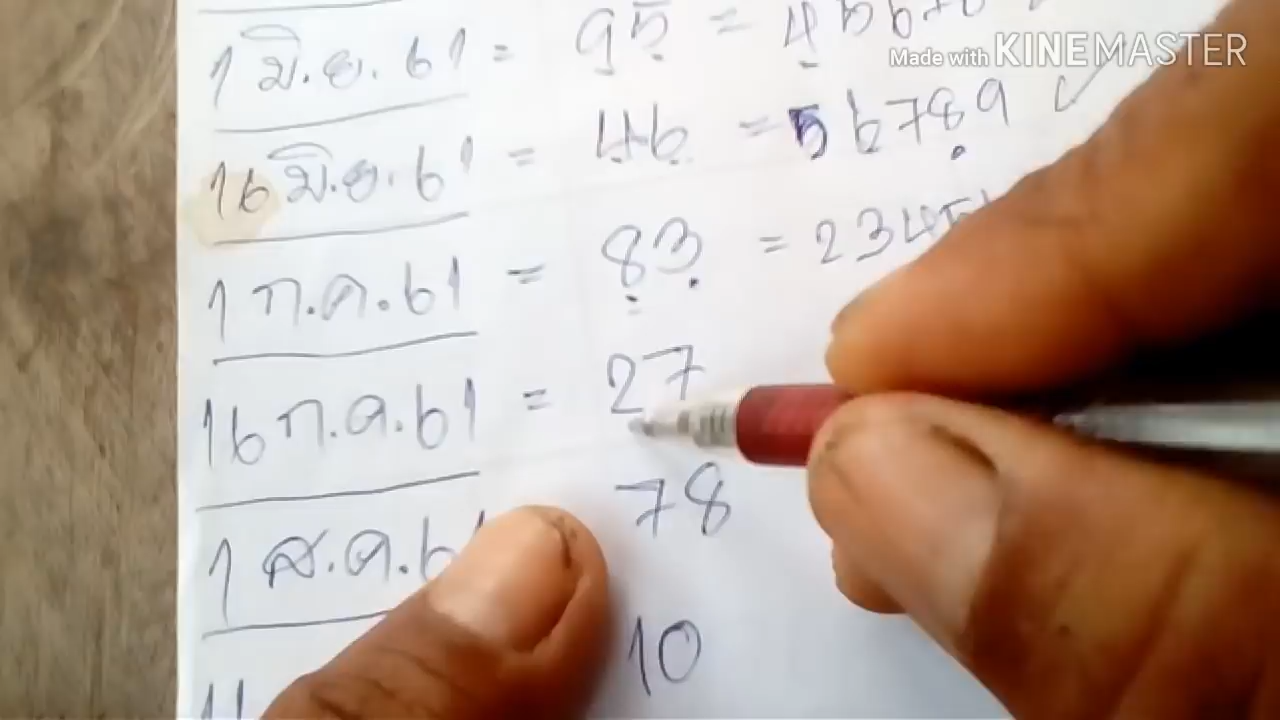 1 มิ.ย. 61 = 95 = 45678
Made with KINEMASTER
16 มิ.ย. 61 = 46 = 56789 ✓
1 ก.ค. 61 = 83 = 234
16 ก.ค. 61 = 27
1 ส.ค. 6 78
10